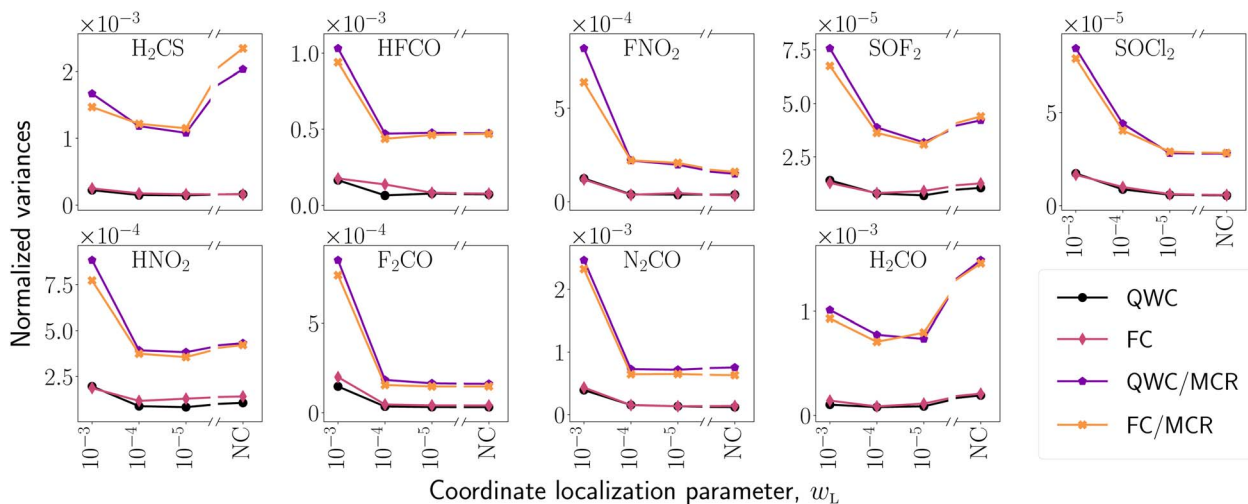 Normalized variances
×10⁻³
H₂CS
2
1
0
×10⁻³
HFCO
1.0
0.5
0.0
×10⁻⁴
FNO₂
5
0
×10⁻⁵
SOF₂
7.5
5.0
2.5
×10⁻⁵
SOCl₂
5
0
10⁻³
10⁻⁴
10⁻⁵
NC
×10⁻⁴
HNO₂
7.5
5.0
2.5
10⁻³
10⁻⁴
10⁻⁵
NC
×10⁻⁴
F₂CO
5
0
10⁻³
10⁻⁴
10⁻⁵
NC
×10⁻³
N₂CO
2
1
0
10⁻³
10⁻⁴
10⁻⁵
NC
×10⁻³
H₂CO
1
0
10⁻³
10⁻⁴
10⁻⁵
NC
QWC
FC
QWC/MCR
FC/MCR
Coordinate localization parameter, w_L